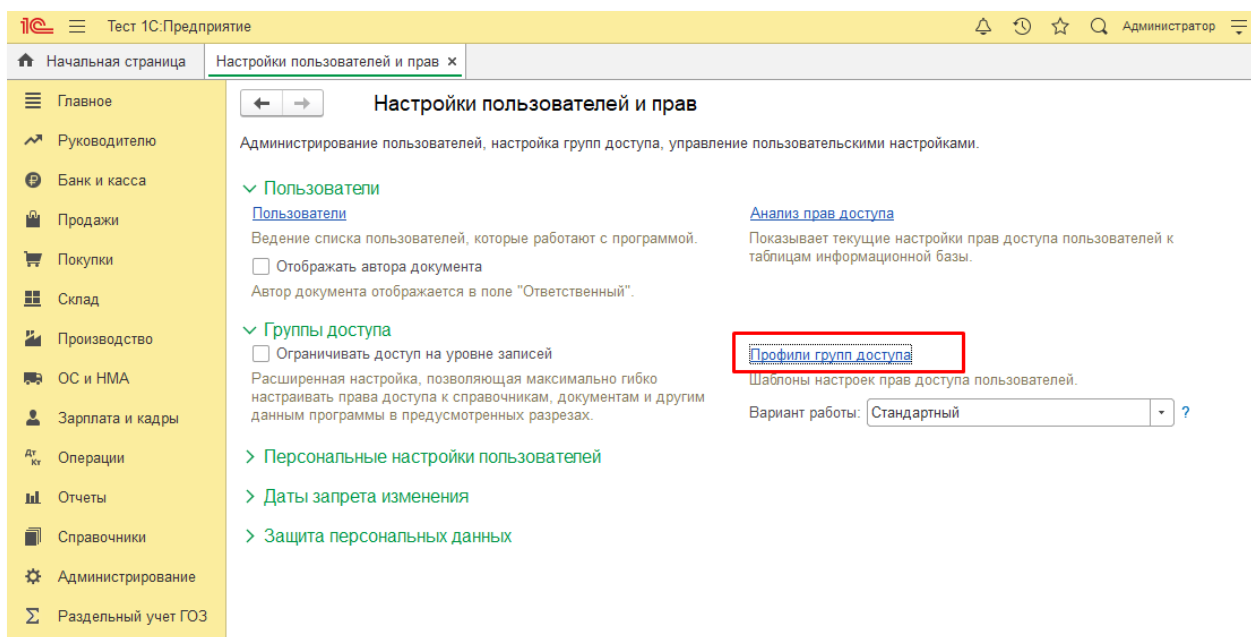 1С Тест 1С:Предприятие Администратор
Начальная страница Настройки пользователей и прав ×
Главное
Руководителю
Банк и касса
Продажи
Покупки
Склад
Производство
ОС и НМА
Зарплата и кадры
Дт Кт Операции
Отчеты
Справочники
Администрирование
Раздельный учет ГОЗ
Настройки пользователей и прав
Администрирование пользователей, настройка групп доступа, управление пользовательскими настройками.
Пользователи
Пользователи
Ведение списка пользователей, которые работают с программой.
Отображать автора документа
Автор документа отображается в поле "Ответственный".
Анализ прав доступа
Показывает текущие настройки прав доступа пользователей к
таблицам информационной базы.
Группы доступа
Ограничивать доступ на уровне записей
Расширенная настройка, позволяющая максимально гибко
настраивать права доступа к справочникам, документам и другим
данным программы в предусмотренных разрезах.
Профили групп доступа
Шаблоны настроек прав доступа пользователей.
Вариант работы: Стандартный ?
Персональные настройки пользователей
Даты запрета изменения
Защита персональных данных